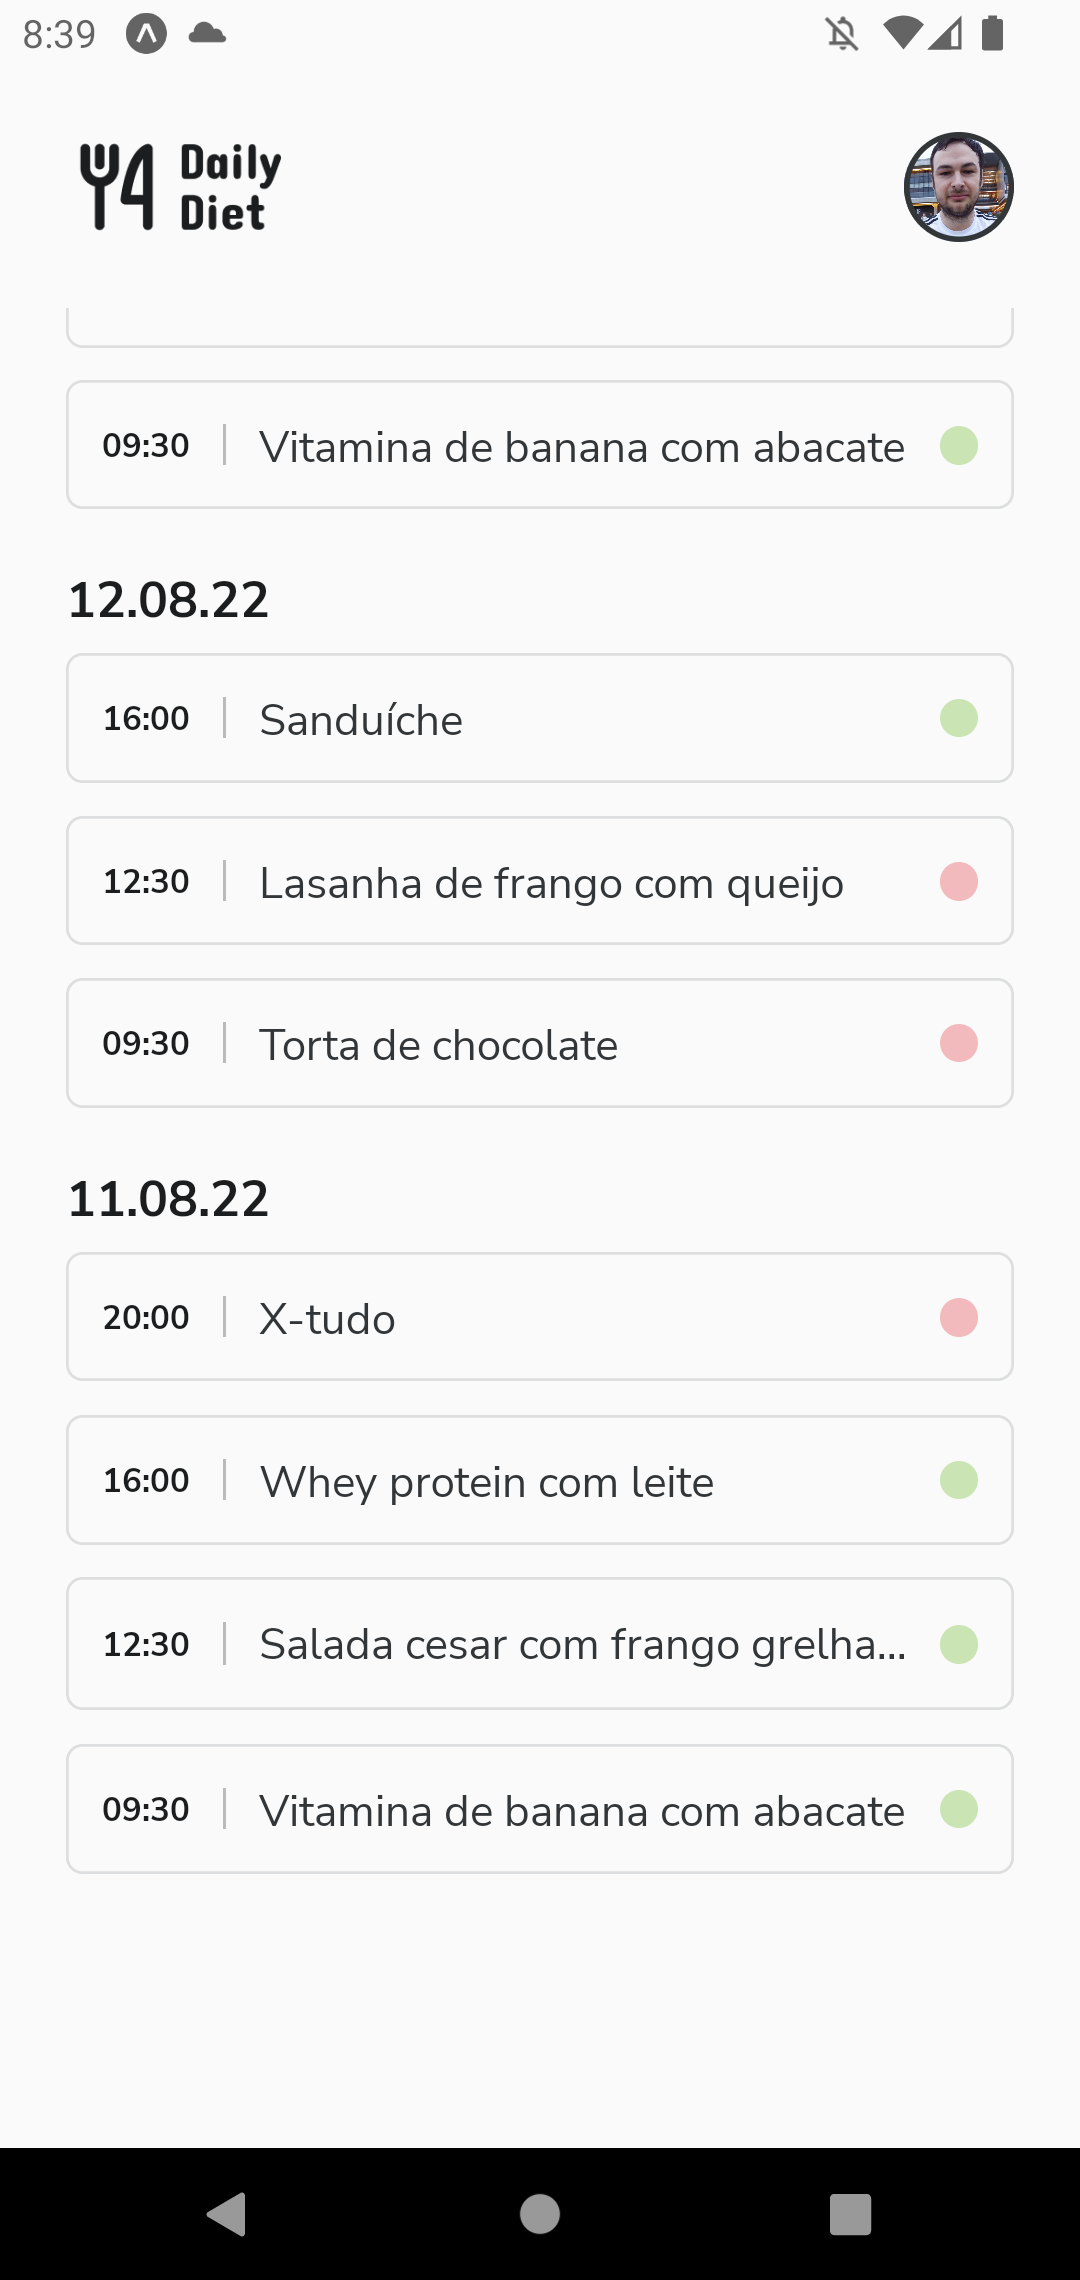 8:39
Daily
Diet
09:30 Vitamina de banana com abacate
12.08.22
16:00 Sanduíche
12:30 Lasanha de frango com queijo
09:30 Torta de chocolate
11.08.22
20:00 X-tudo
16:00 Whey protein com leite
12:30 Salada cesar com frango grelha...
09:30 Vitamina de banana com abacate